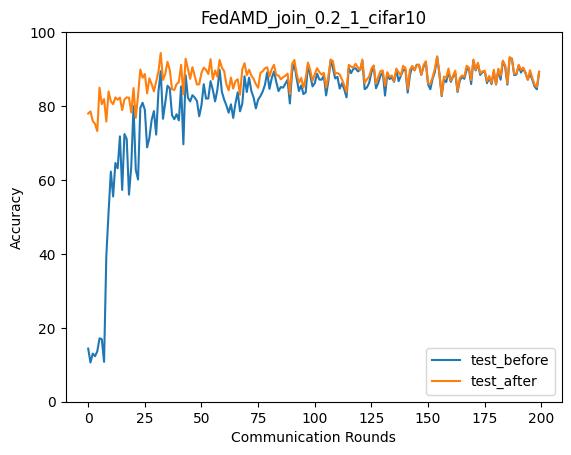 FedAMD_join_0.2_1_cifar10
100
80
60
40
20
0
Accuracy
0 25 50 75 100 125 150 175 200
Communication Rounds
test_before
test_after